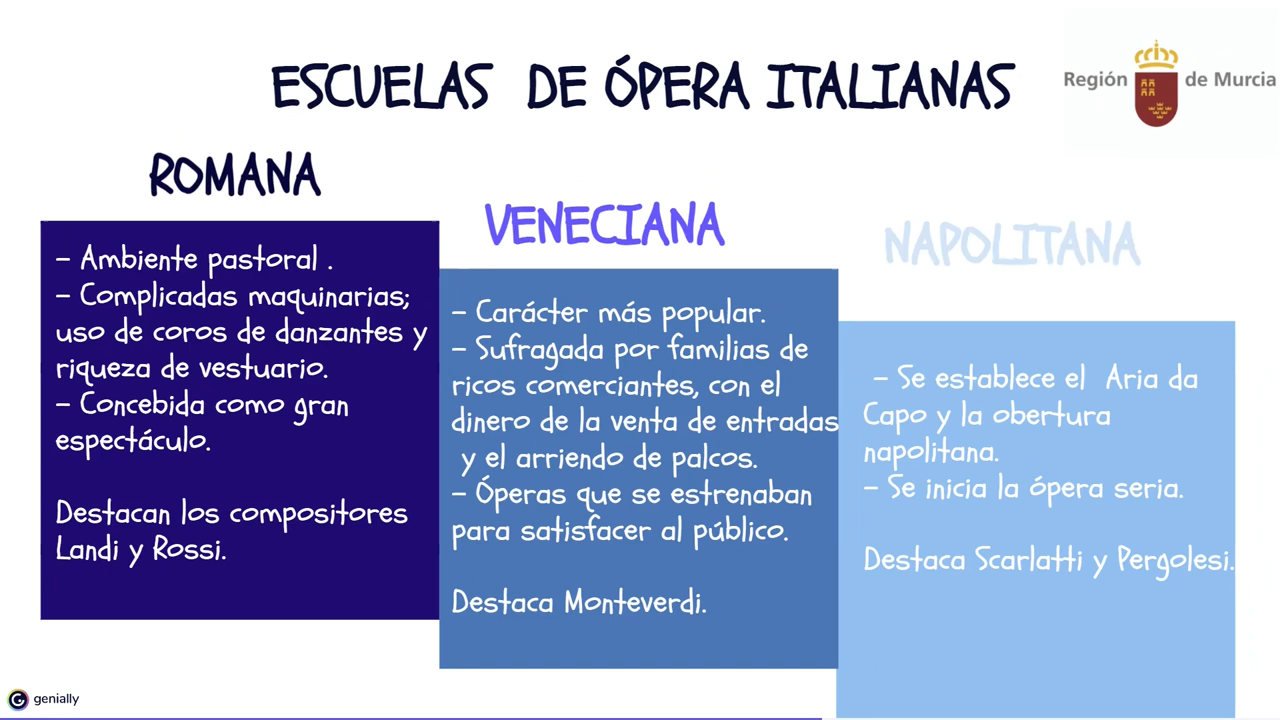 ESCUELAS DE ÓPERA ITALIANAS
Región de Murcia
ROMANA
- Ambiente pastoral .
- Complicadas maquinarias;
uso de coros de danzantes y
riqueza de vestuario.
- Concebida como gran
espectáculo.
Destacan los compositores
Landi y Rossi.
VENECIANA
- Carácter más popular.
- Sufragada por familias de
ricos comerciantes, con el
dinero de la venta de entradas
y el arriendo de palcos.
- Óperas que se estrenaban
para satisfacer al público.
Destaca Monteverdi.
NAPOLITANA
- Se establece el Aria da
Capo y la obertura
napolitana.
- Se inicia la ópera seria.
Destaca Scarlatti y Pergolesi.
genially